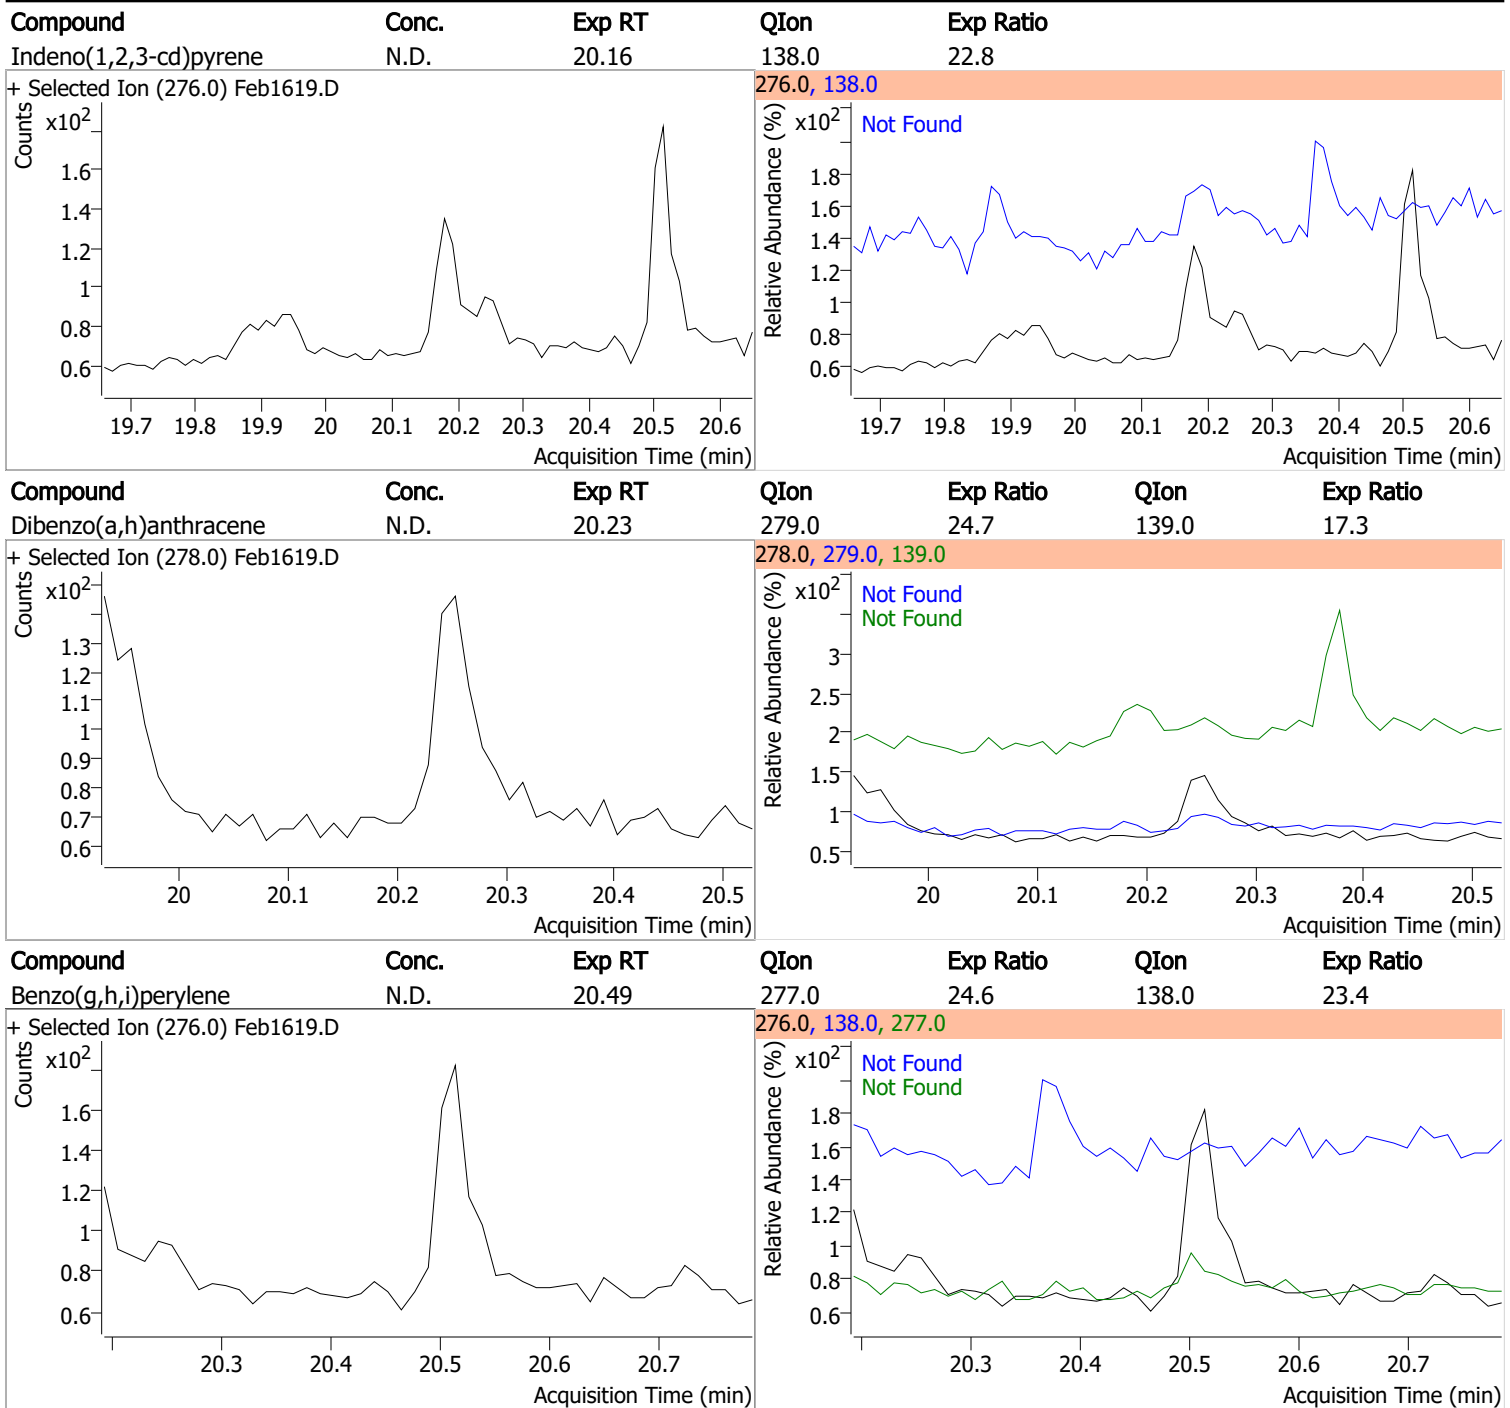 Compound Conc. Exp RT QIon Exp Ratio
Indeno(1,2,3-cd)pyrene N.D. 20.16 138.0 22.8
+ Selected Ion (276.0) Feb1619.D
Counts
x10²
1.6
1.4
1.2
1
0.8
0.6
19.7 19.8 19.9 20 20.1 20.2 20.3 20.4 20.5 20.6
Acquisition Time (min)
276.0, 138.0
Relative Abundance (%)
x10²
Not Found
1.8
1.6
1.4
1.2
1
0.8
0.6
19.7 19.8 19.9 20 20.1 20.2 20.3 20.4 20.5 20.6
Acquisition Time (min)
Compound Conc. Exp RT QIon Exp Ratio QIon Exp Ratio
Dibenzo(a,h)anthracene N.D. 20.23 279.0 24.7 139.0 17.3
+ Selected Ion (278.0) Feb1619.D
Counts
x10²
1.3
1.2
1.1
1
0.9
0.8
0.7
0.6
20 20.1 20.2 20.3 20.4 20.5
Acquisition Time (min)
278.0, 279.0, 139.0
Relative Abundance (%)
x10²
Not Found
Not Found
3
2.5
2
1.5
1
0.5
20 20.1 20.2 20.3 20.4 20.5
Acquisition Time (min)
Compound Conc. Exp RT QIon Exp Ratio QIon Exp Ratio
Benzo(g,h,i)perylene N.D. 20.49 277.0 24.6 138.0 23.4
+ Selected Ion (276.0) Feb1619.D
Counts
x10²
1.6
1.4
1.2
1
0.8
0.6
20.3 20.4 20.5 20.6 20.7
Acquisition Time (min)
276.0, 138.0, 277.0
Relative Abundance (%)
x10²
Not Found
Not Found
1.8
1.6
1.4
1.2
1
0.8
0.6
20.3 20.4 20.5 20.6 20.7
Acquisition Time (min)